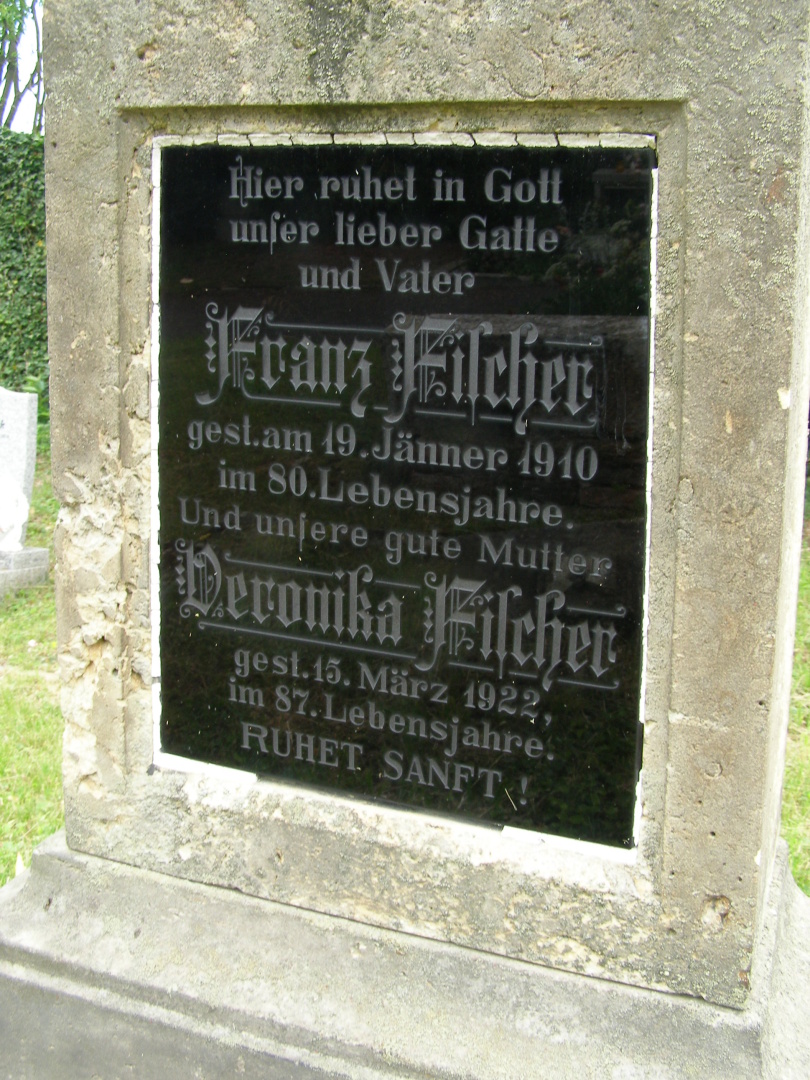 Hier ruhet in Gott
unſer lieber Gatte
und Vater
Franz Fiſcher
gest. am 19. Jänner 1910
im 80. Lebensjahre.
Und unſere gute Mutter
Veronika Fiſcher
gest. 15. März 1922,
im 87. Lebensjahre.
RUHET SANFT !